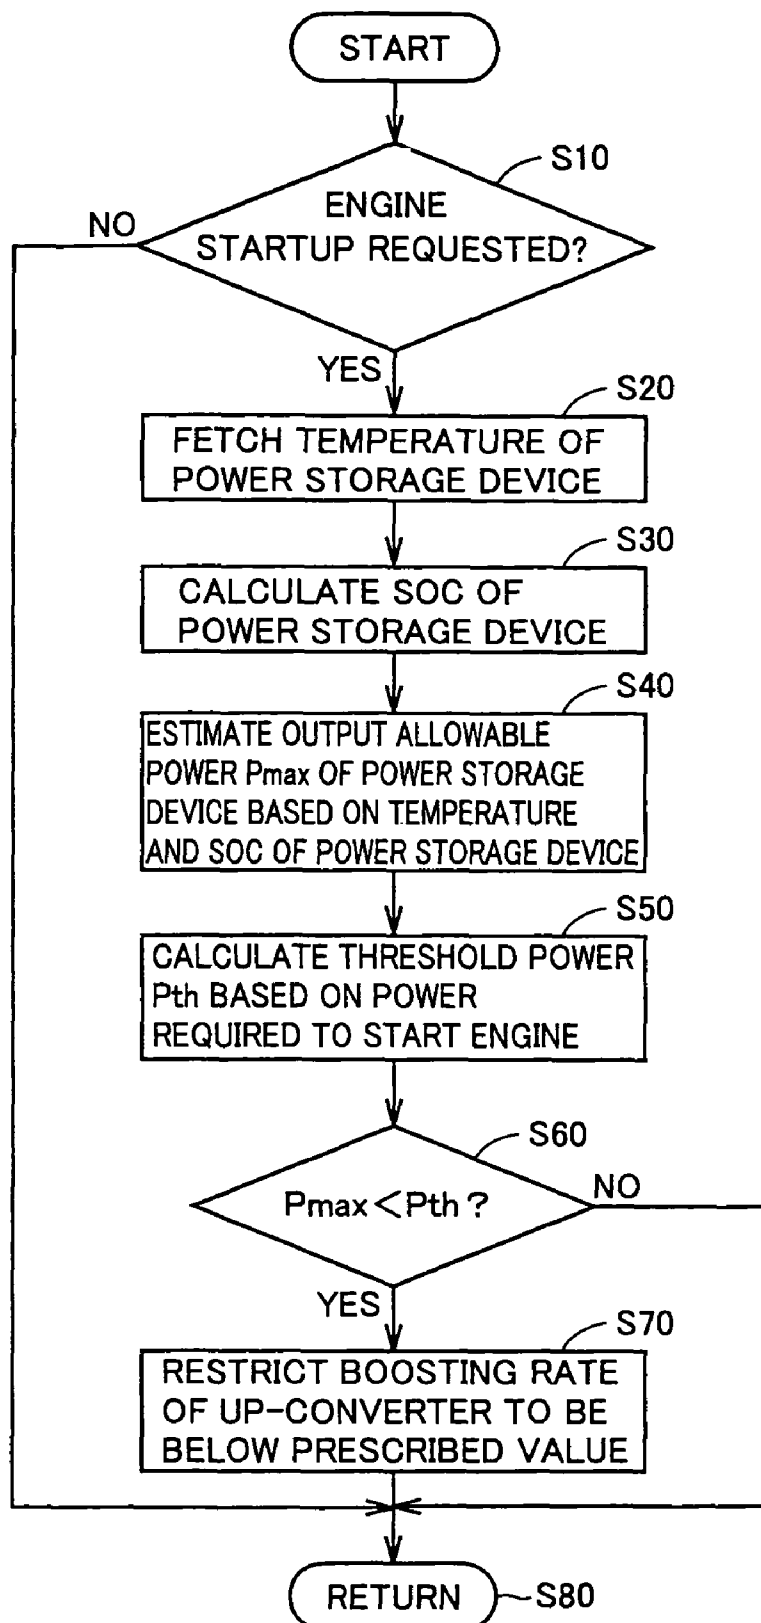 START
S10
ENGINE
STARTUP REQUESTED?
NO
YES
S20
FETCH TEMPERATURE OF
POWER STORAGE DEVICE
S30
CALCULATE SOC OF
POWER STORAGE DEVICE
S40
ESTIMATE OUTPUT ALLOWABLE
POWER Pmax OF POWER STORAGE
DEVICE BASED ON TEMPERATURE
AND SOC OF POWER STORAGE DEVICE
S50
CALCULATE THRESHOLD POWER
Pth BASED ON POWER
REQUIRED TO START ENGINE
S60
Pmax<Pth?
NO
YES
S70
RESTRICT BOOSTING RATE
OF UP-CONVERTER TO BE
BELOW PRESCRIBED VALUE
RETURN
S80